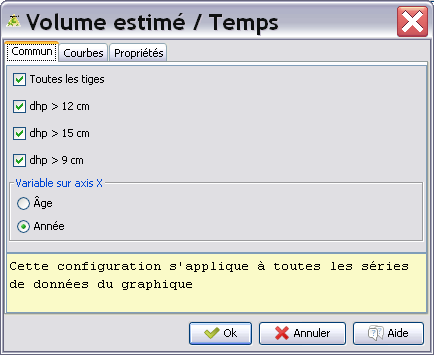 Volume estimé / Temps
Commun Courbes Propriétés
Toutes les tiges
dhp > 12 cm
dhp > 15 cm
dhp > 9 cm
Variable sur axis X
Âge
Année
Cette configuration s'applique à toutes les séries
de données du graphique
Ok Annuler Aide